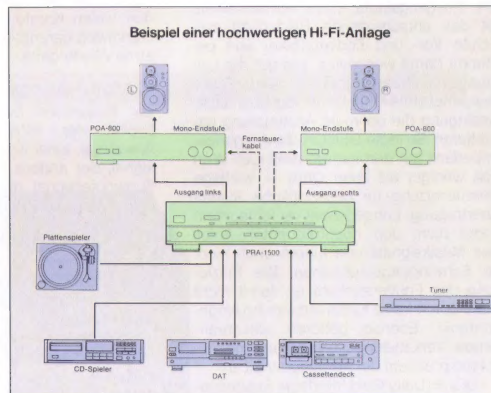 Beispiel einer hochwertigen Hi-Fi-Anlage
L
R
POA-800
Mono-Endstufe
Fernsteuer-
kabel
Mono-Endstufe
POA-800
Ausgang links
Ausgang rechts
PRA-1500
Plattenspieler
Tuner
CD-Spieler
DAT
Cassettendeck